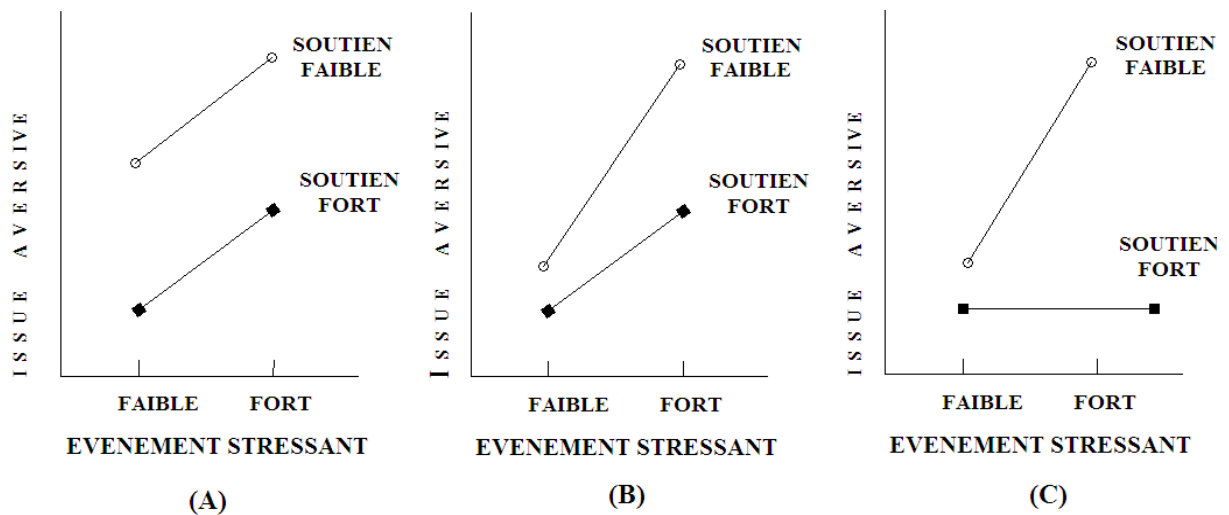 SOUTIEN
FAIBLE
SOUTIEN
FORT
ISSUE AVERSIVE
FAIBLE FORT
EVENEMENT STRESSANT
(A)
SOUTIEN
FAIBLE
SOUTIEN
FORT
ISSUE AVERSIVE
FAIBLE FORT
EVENEMENT STRESSANT
(B)
SOUTIEN
FAIBLE
SOUTIEN
FORT
ISSUE AVERSIVE
FAIBLE FORT
EVENEMENT STRESSANT
(C)